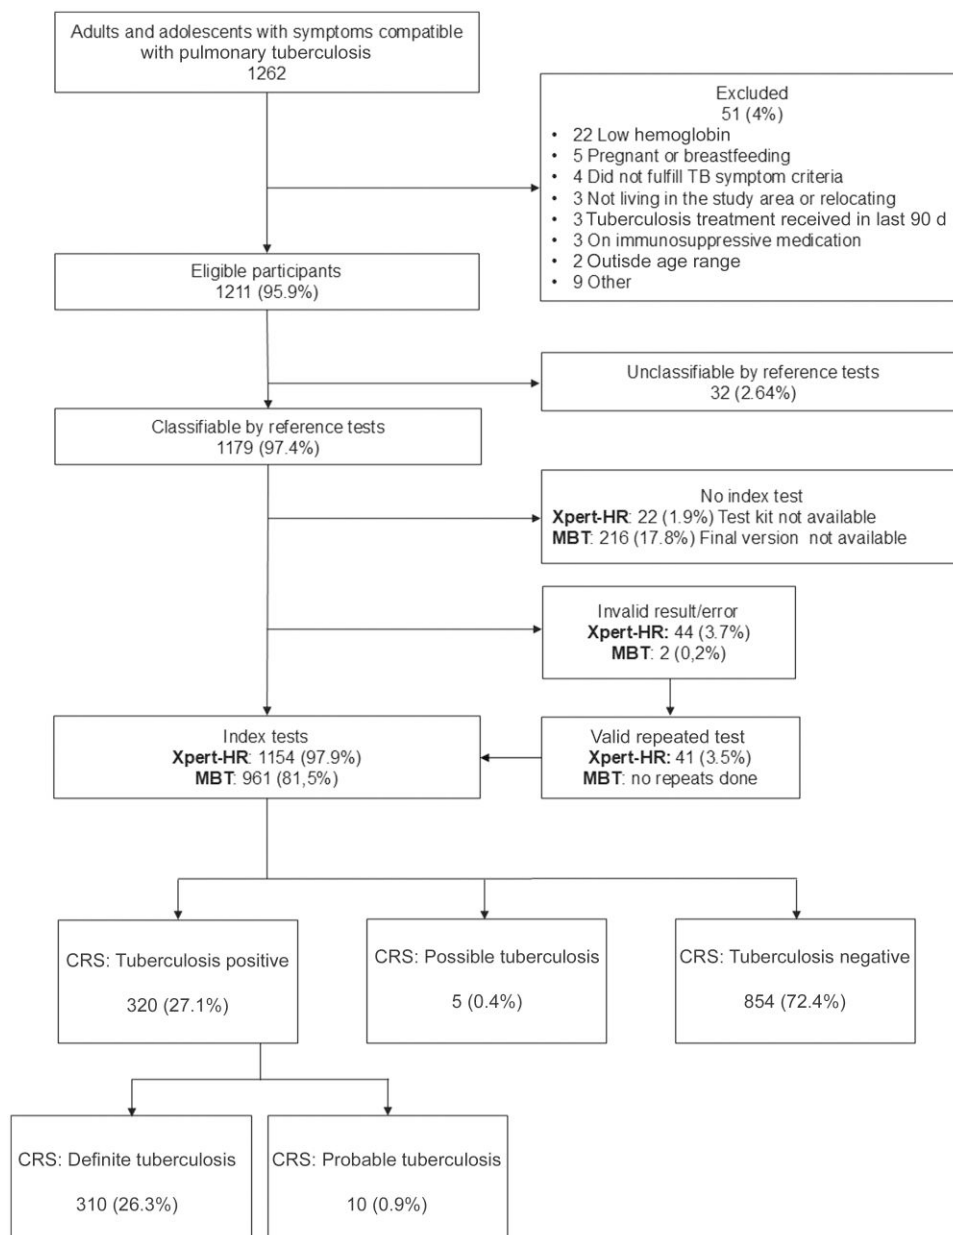 Adults and adolescents with symptoms compatible
with pulmonary tuberculosis
1262
Excluded
51 (4%)
• 22 Low hemoglobin
• 5 Pregnant or breastfeeding
• 4 Did not fulfill TB symptom criteria
• 3 Not living in the study area or relocating
• 3 Tuberculosis treatment received in last 90 d
• 3 On immunosuppressive medication
• 2 Outisde age range
• 9 Other
Eligible participants
1211 (95.9%)
Unclassifiable by reference tests
32 (2.64%)
Classifiable by reference tests
1179 (97.4%)
No index test
Xpert-HR: 22 (1.9%) Test kit not available
MBT: 216 (17.8%) Final version not available
Invalid result/error
Xpert-HR: 44 (3.7%)
MBT: 2 (0,2%)
Index tests
Xpert-HR: 1154 (97.9%)
MBT: 961 (81,5%)
Valid repeated test
Xpert-HR: 41 (3.5%)
MBT: no repeats done
CRS: Tuberculosis positive
320 (27.1%)
CRS: Possible tuberculosis
5 (0.4%)
CRS: Tuberculosis negative
854 (72.4%)
CRS: Definite tuberculosis
310 (26.3%)
CRS: Probable tuberculosis
10 (0.9%)